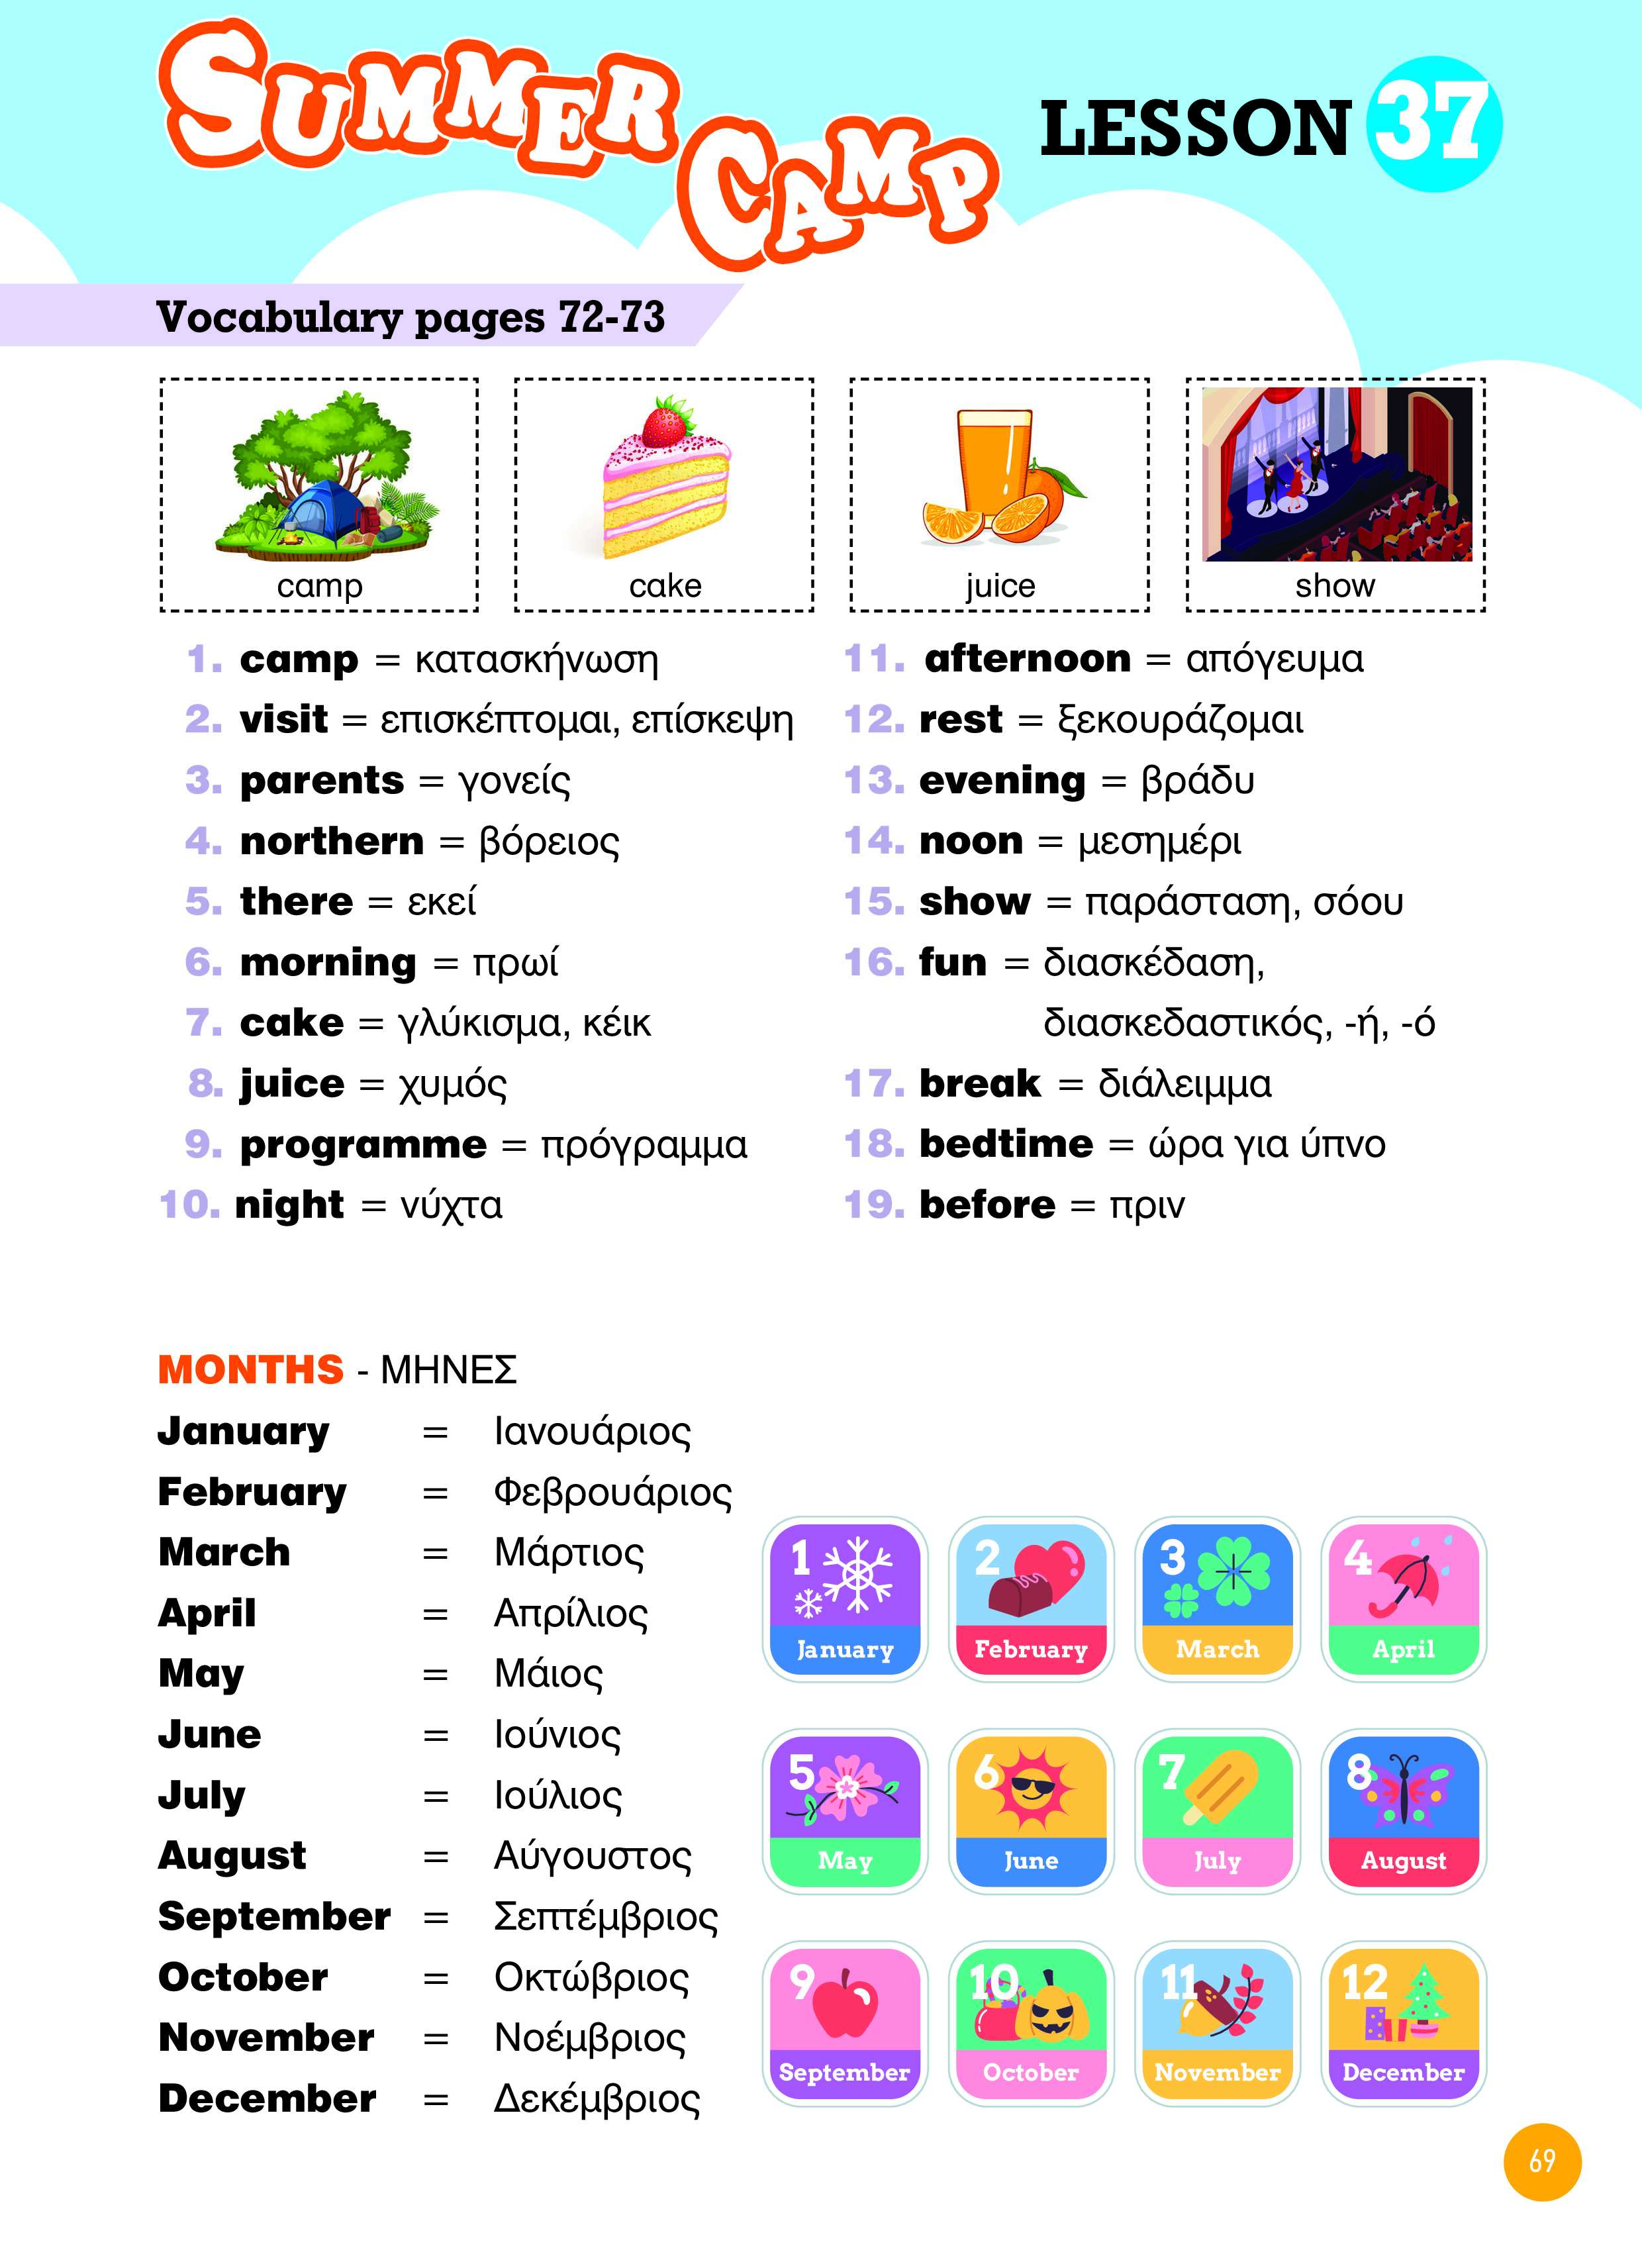 SUMMER CAMP
LESSON 37
Vocabulary pages 72-73
camp
cake
juice
show
1. camp = κατασκήνωση
2. visit = επισκέπτομαι, επίσκεψη
3. parents = γονείς
4. northern = βόρειος
5. there = εκεί
6. morning = πρωί
7. cake = γλύκισμα, κέικ
8. juice = χυμός
9. programme = πρόγραμμα
10. night = νύχτα
11. afternoon = απόγευμα
12. rest = ξεκουράζομαι
13. evening = βράδυ
14. noon = μεσημέρι
15. show = παράσταση, σόου
16. fun = διασκέδαση,
διασκεδαστικός, -ή, -ό
17. break = διάλειμμα
18. bedtime = ώρα για ύπνο
19. before = πριν
MONTHS - ΜΗΝΕΣ
January = Ιανουάριος
February = Φεβρουάριος
March = Μάρτιος
April = Απρίλιος
May = Μάιος
June = Ιούνιος
July = Ιούλιος
August = Αύγουστος
September = Σεπτέμβριος
October = Οκτώβριος
November = Νοέμβριος
December = Δεκέμβριος
1
January
2
February
3
March
4
April
5
May
6
June
7
July
8
August
9
September
10
October
11
November
12
December
69